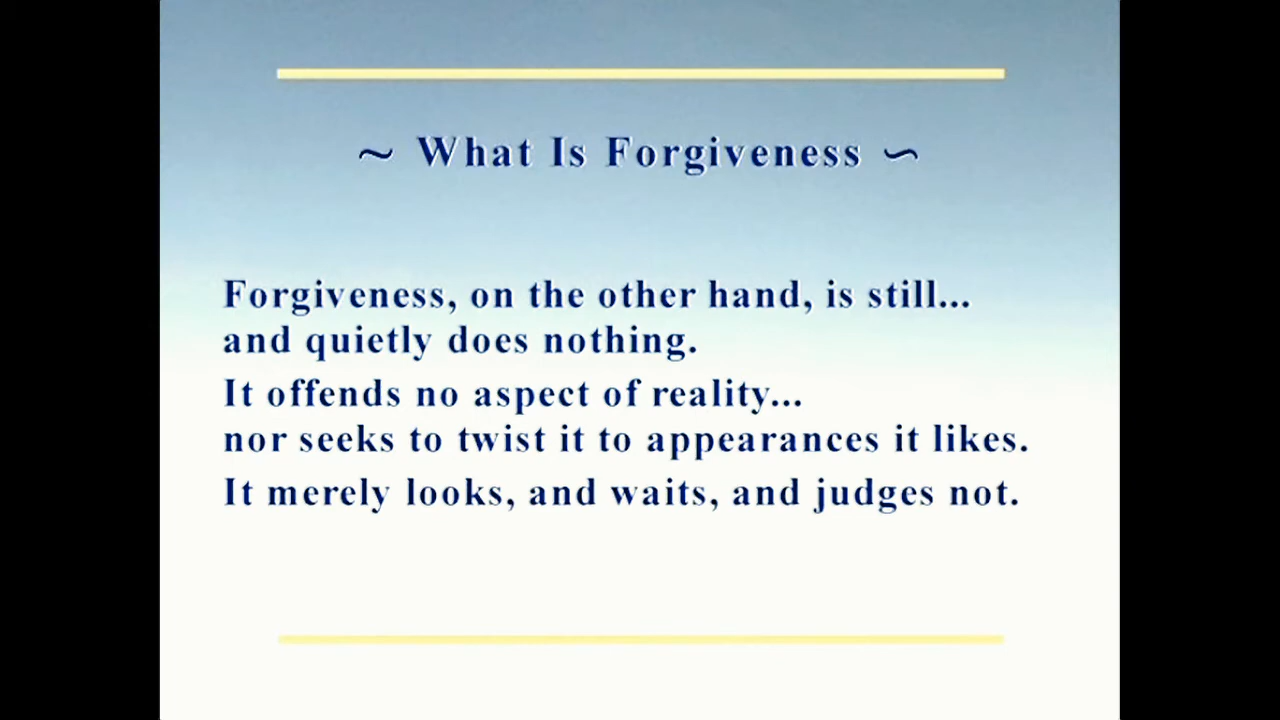 ~ What Is Forgiveness ~
Forgiveness, on the other hand, is still...
and quietly does nothing.
It offends no aspect of reality...
nor seeks to twist it to appearances it likes.
It merely looks, and waits, and judges not.